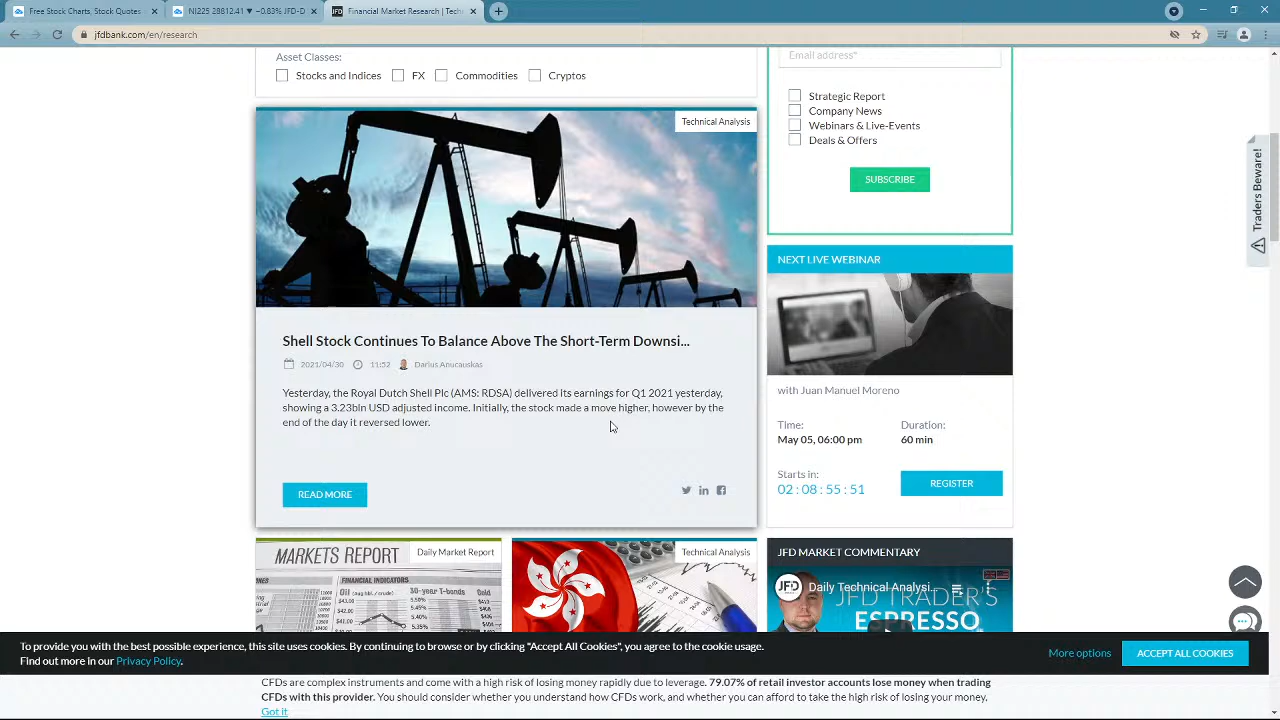 Free Stock Charts, Stock Quotes
NI225 28812.41 ▼ −0.83% JFD-D
Financial Market Research | Tech
jfdbank.com/en/research
Asset Classes:
Stocks and Indices
FX
Commodities
Cryptos
Technical Analysis
Shell Stock Continues To Balance Above The Short-Term Downsi...
2021/04/30
11:52
Darius Anucauskas
Yesterday, the Royal Dutch Shell Plc (AMS: RDSA) delivered its earnings for Q1 2021 yesterday,
showing a 3.23bln USD adjusted income. Initially, the stock made a move higher, however by the
end of the day it reversed lower.
READ MORE
MARKETS REPORT
Daily Market Report
FINANCIAL INDICATORS
30-year T-bonds
Technical Analysis
Email address*
Strategic Report
Company News
Webinars & Live-Events
Deals & Offers
SUBSCRIBE
NEXT LIVE WEBINAR
with Juan Manuel Moreno
Time:
Duration:
May 05, 06:00 pm
60 min
Starts in:
02 : 08 : 55 : 51
REGISTER
JFD MARKET COMMENTARY
JFD
Daily Technical Analysi...
JFD TRADER'S
ESPRESSO
Traders Beware!
To provide you with the best possible experience, this site uses cookies. By continuing to browse or by clicking "Accept All Cookies", you agree to the cookie usage.
Find out more in our Privacy Policy.
More options
ACCEPT ALL COOKIES
CFDs are complex instruments and come with a high risk of losing money rapidly due to leverage. 79.07% of retail investor accounts lose money when trading
CFDs with this provider. You should consider whether you understand how CFDs work, and whether you can afford to take the high risk of losing your money.
Got it